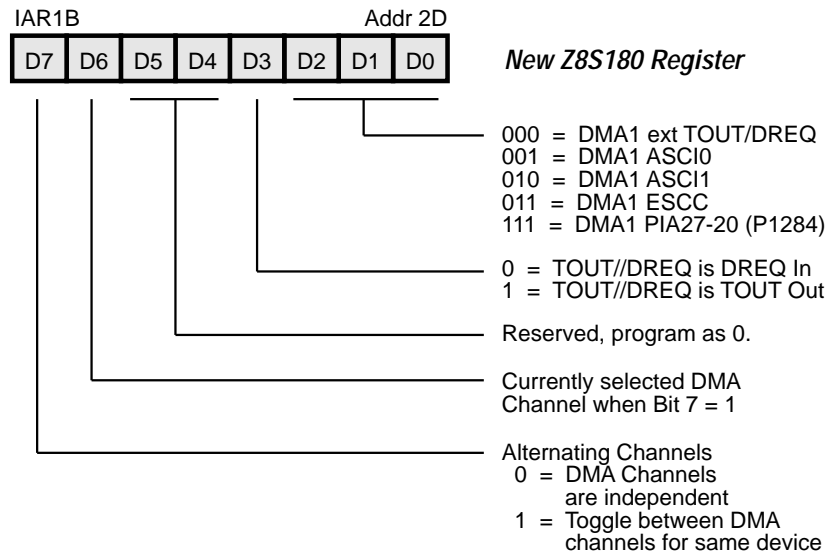 IAR1B Addr 2D
D7 D6 D5 D4 D3 D2 D1 D0
New Z8S180 Register
000 = DMA1 ext TOUT/DREQ
001 = DMA1 ASCI0
010 = DMA1 ASCI1
011 = DMA1 ESCC
111 = DMA1 PIA27-20 (P1284)
0 = TOUT//DREQ is DREQ In
1 = TOUT//DREQ is TOUT Out
Reserved, program as 0.
Currently selected DMA
Channel when Bit 7 = 1
Alternating Channels
0 = DMA Channels
are independent
1 = Toggle between DMA
channels for same device